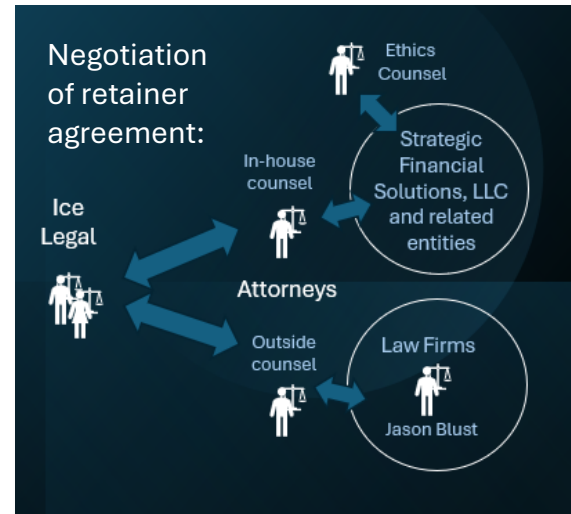 Negotiation
of retainer
agreement:
Ethics
Counsel
Strategic
Financial
Solutions, LLC
and related
entities
In-house
counsel
Ice
Legal
Attorneys
Outside
counsel
Law Firms
Jason Blust